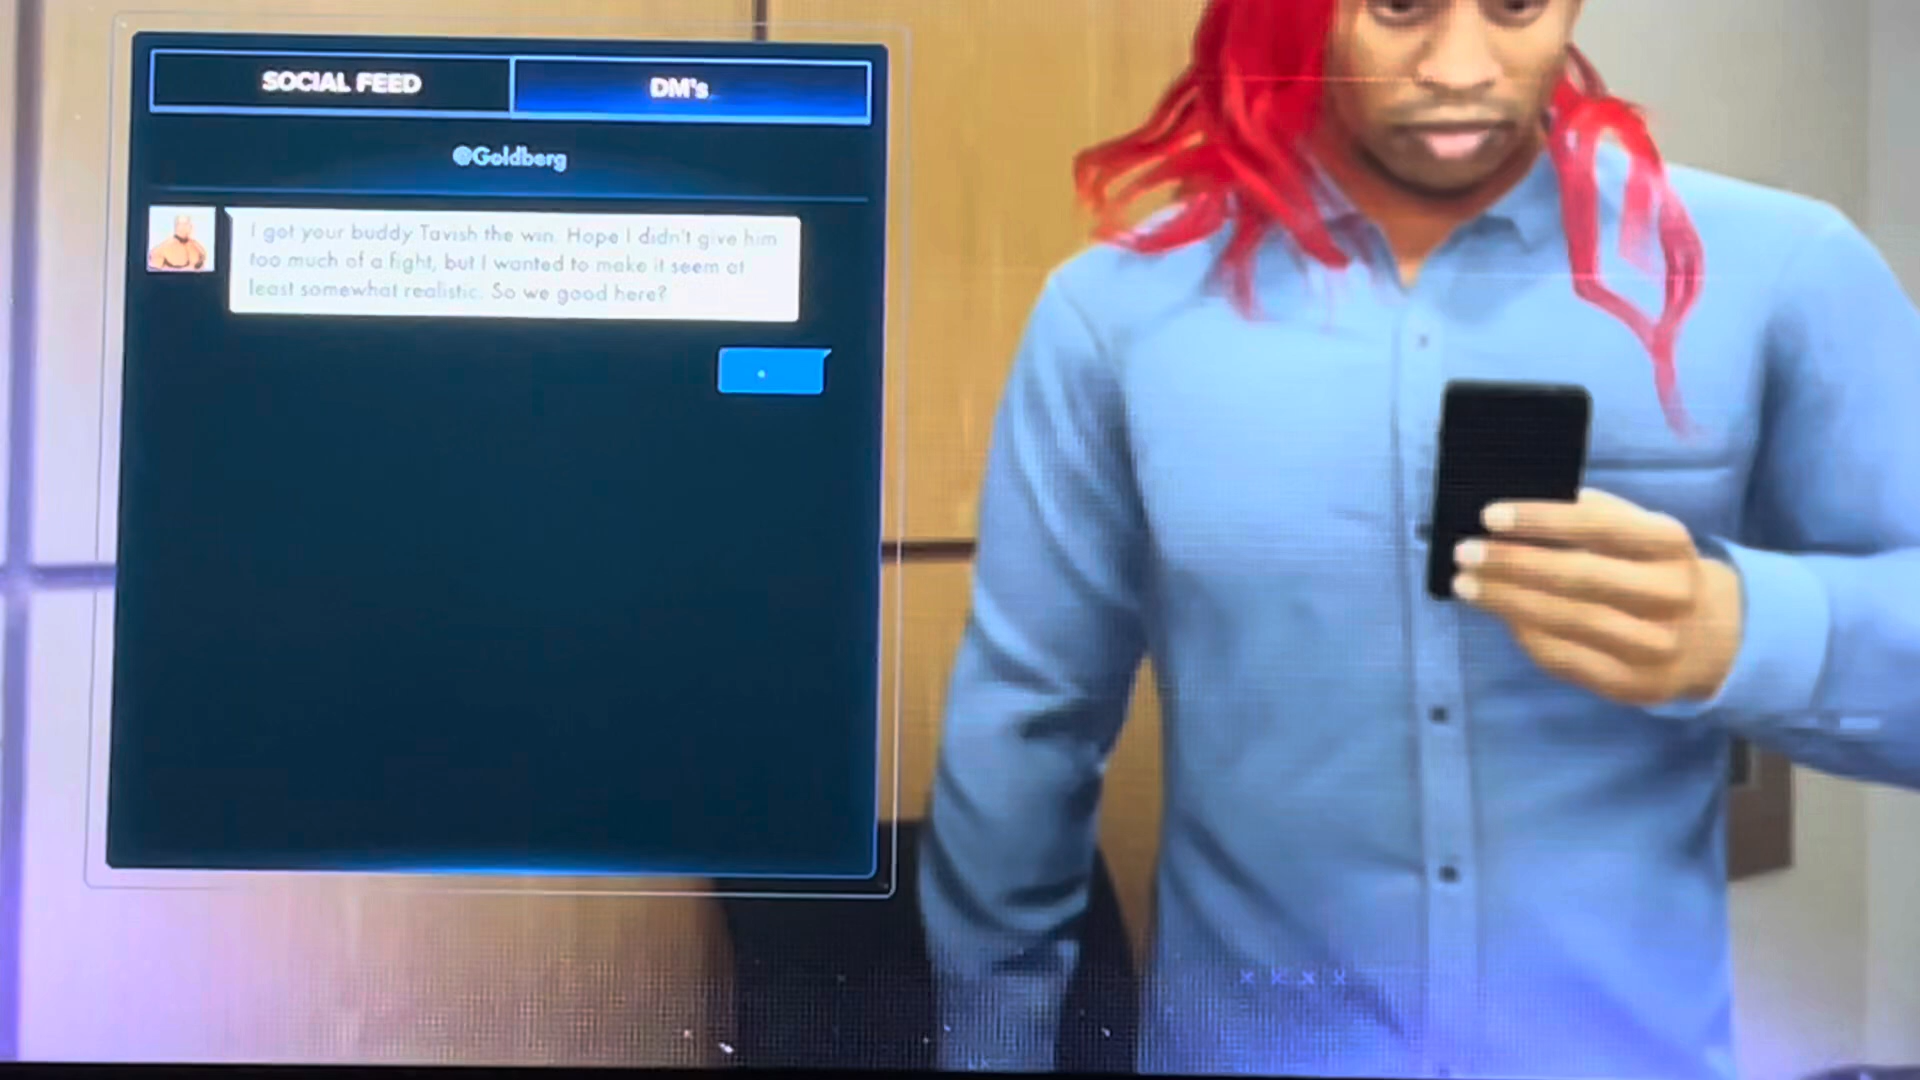 SOCIAL FEED
DM's
@Goldberg
I got your buddy Tavish the win. Hope I didn't give him
too much of a fight, but I wanted to make it seem at
least somewhat realistic. So we good here?